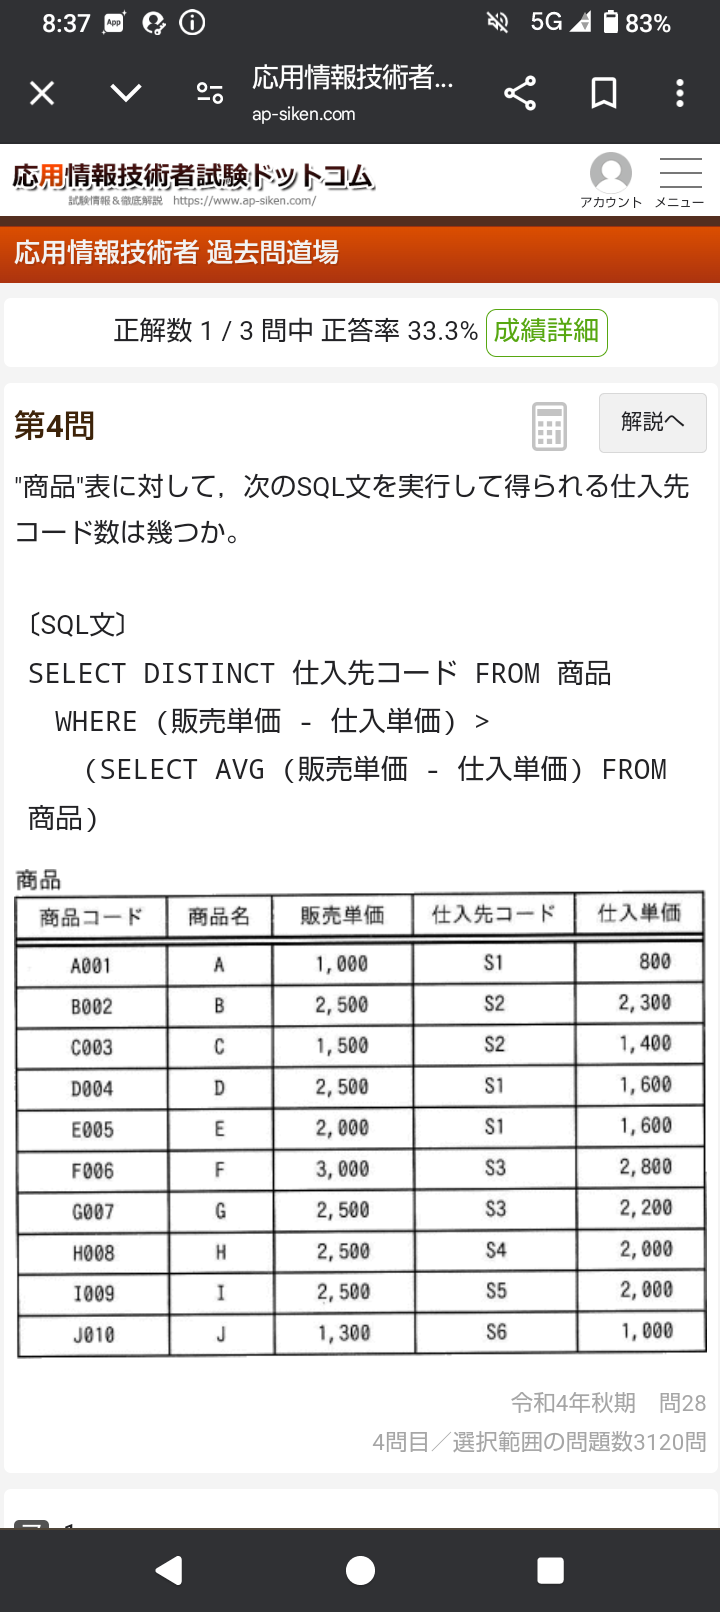 8:37 App 5G 83%
応用情報技術者...
ap-siken.com
応用情報技術者試験ドットコム
試験情報&徹底解説 https://www.ap-siken.com/
アカウント メニュー
応用情報技術者 過去問道場
正解数 1 / 3 問中 正答率 33.3% 成績詳細
第4問 解説へ
"商品"表に対して，次のSQL文を実行して得られる仕入先
コード数は幾つか。
〔SQL文〕
SELECT DISTINCT 仕入先コード FROM 商品
WHERE (販売単価 - 仕入単価) >
(SELECT AVG (販売単価 - 仕入単価) FROM
商品)
商品
商品コード 商品名 販売単価 仕入先コード 仕入単価
A001 A 1,000 S1 800
B002 B 2,500 S2 2,300
C003 C 1,500 S2 1,400
D004 D 2,500 S1 1,600
E005 E 2,000 S1 1,600
F006 F 3,000 S3 2,800
G007 G 2,500 S3 2,200
H008 H 2,500 S4 2,000
I009 I 2,500 S5 2,000
J010 J 1,300 S6 1,000
令和4年秋期 問28
4問目／選択範囲の問題数3120問